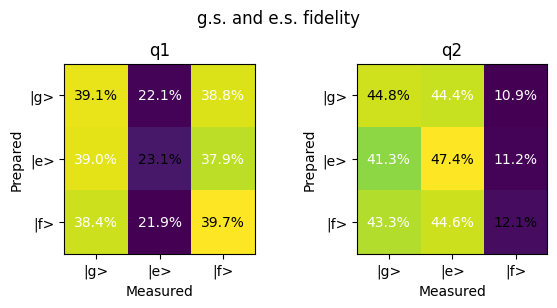 g.s. and e.s. fidelity
q1
q2
Prepared
|g>
39.1% 22.1% 38.8%
|e>
39.0% 23.1% 37.9%
|f>
38.4% 21.9% 39.7%
|g> |e> |f>
Measured
Prepared
|g>
44.8% 44.4% 10.9%
|e>
41.3% 47.4% 11.2%
|f>
43.3% 44.6% 12.1%
|g> |e> |f>
Measured